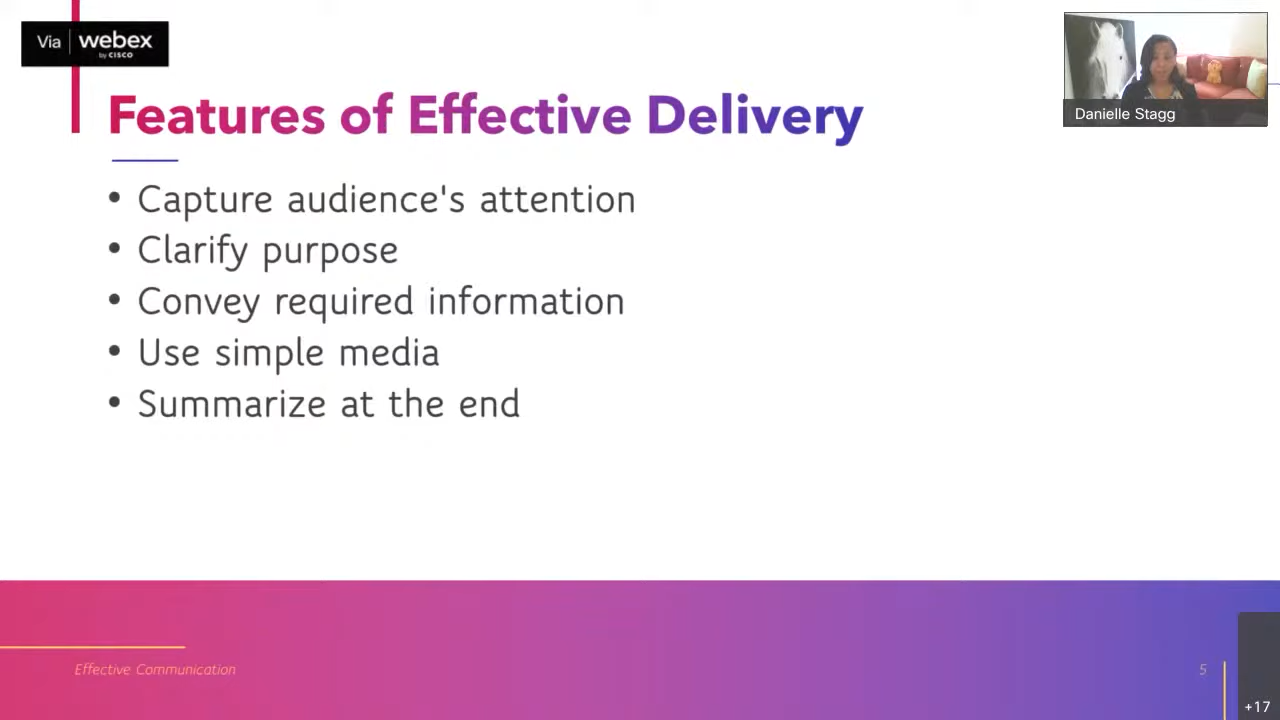 Via webex
by CISCO
Danielle Stagg
Features of Effective Delivery
• Capture audience's attention
• Clarify purpose
• Convey required information
• Use simple media
• Summarize at the end
Effective Communication
5
+17